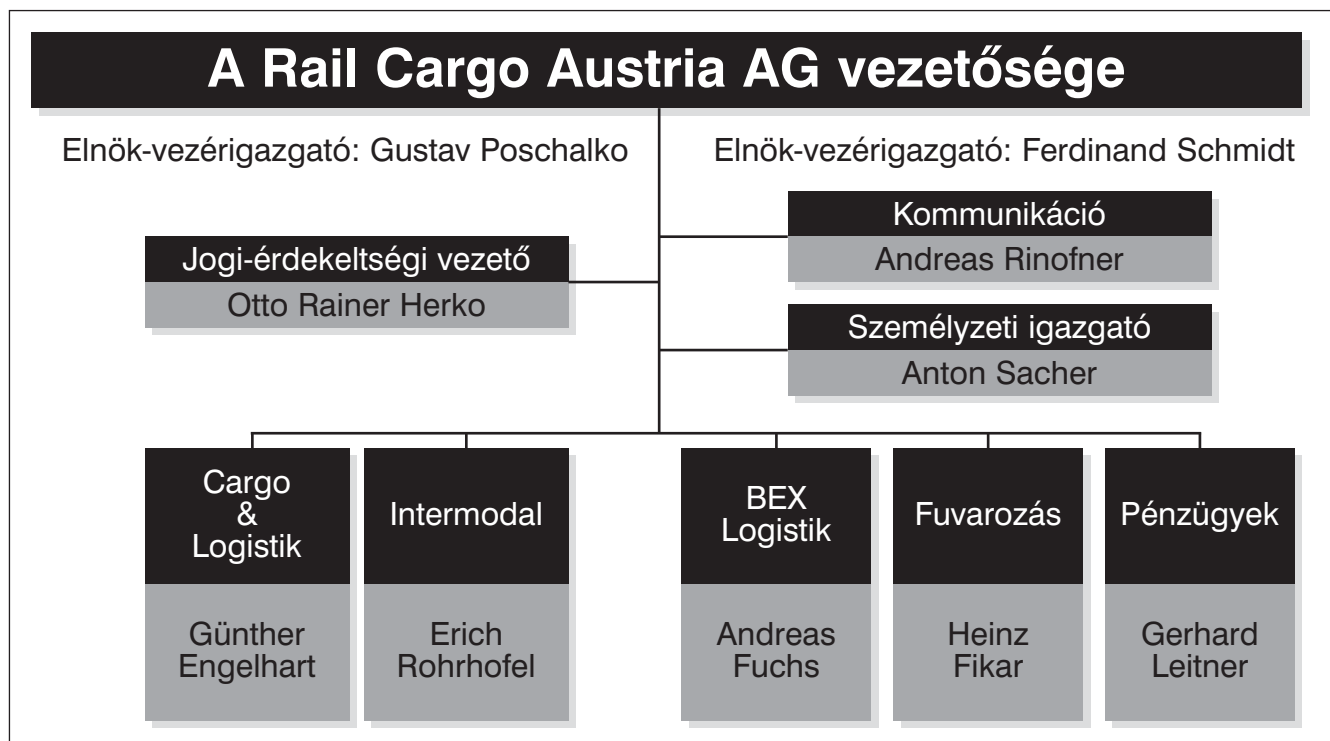 A Rail Cargo Austria AG vezetősége
Elnök-vezérigazgató: Gustav Poschalko
Elnök-vezérigazgató: Ferdinand Schmidt
Jogi-érdekeltségi vezető
Otto Rainer Herko
Kommunikáció
Andreas Rinofner
Személyzeti igazgató
Anton Sacher
Cargo
&
Logistik
Günther
Engelhart
Intermodal
Erich
Rohrhofel
BEX
Logistik
Andreas
Fuchs
Fuvarozás
Heinz
Fikar
Pénzügyek
Gerhard
Leitner